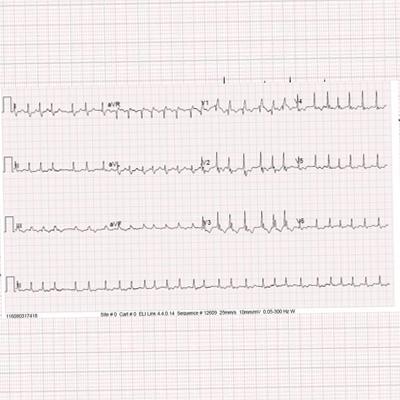 I aVR V1 V4
II aVL V2 V5
III aVF V3 V6
II
116080317418 Site # 0 Cart # 0 ELI Link 4.4.0.14 Sequence # 12609 25mm/s 10mm/mV 0.05-300 Hz W